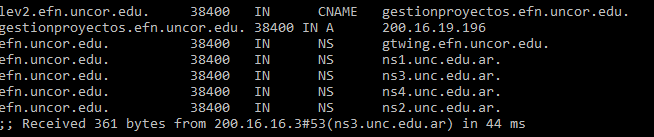 lev2.efn.uncor.edu. 38400 IN CNAME gestionproyectos.efn.uncor.edu.
gestionproyectos.efn.uncor.edu. 38400 IN A 200.16.19.196
efn.uncor.edu. 38400 IN NS gtwing.efn.uncor.edu.
efn.uncor.edu. 38400 IN NS ns1.unc.edu.ar.
efn.uncor.edu. 38400 IN NS ns3.unc.edu.ar.
efn.uncor.edu. 38400 IN NS ns4.unc.edu.ar.
efn.uncor.edu. 38400 IN NS ns2.unc.edu.ar.
;; Received 361 bytes from 200.16.16.3#53(ns3.unc.edu.ar) in 44 ms